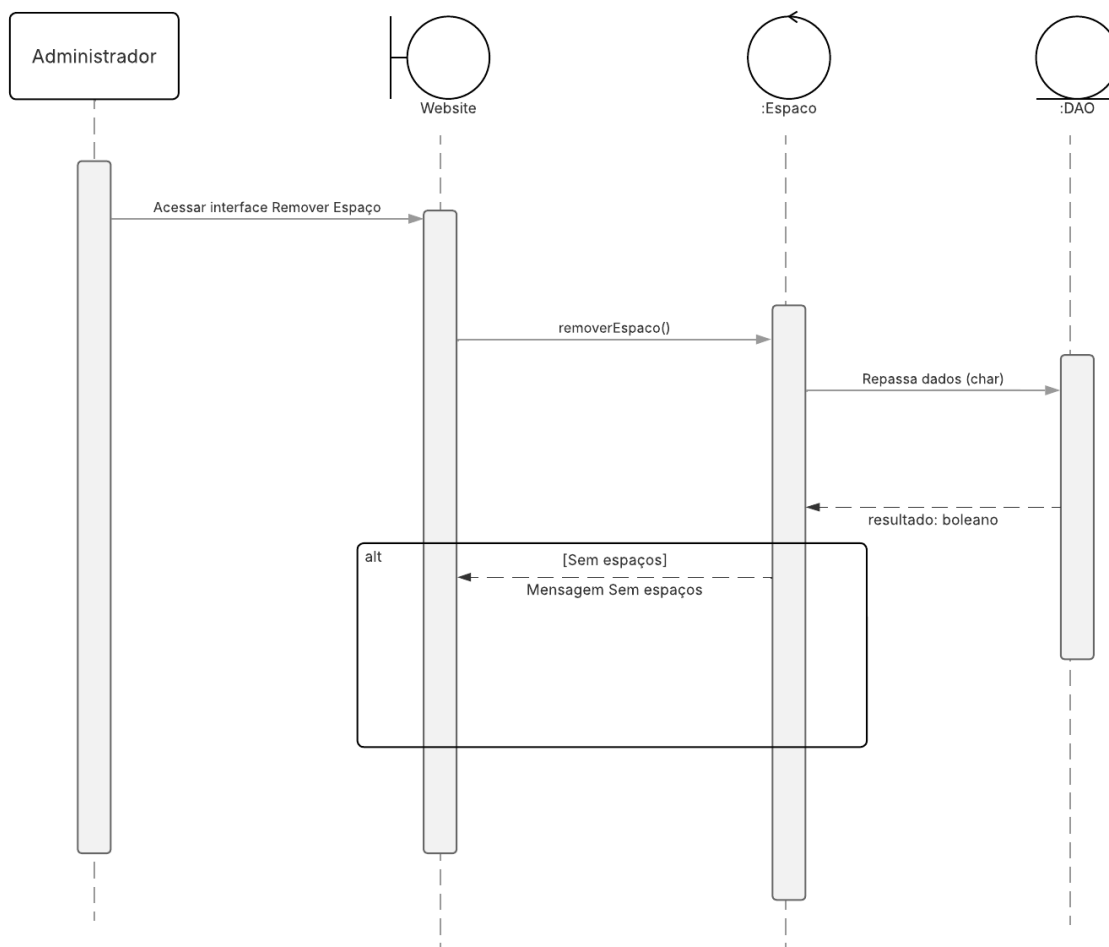 Administrador
Website
:Espaco
:DAO
Acessar interface Remover Espaço
removerEspaco()
Repassa dados (char)
resultado: boleano
alt
[Sem espaços]
Mensagem Sem espaços